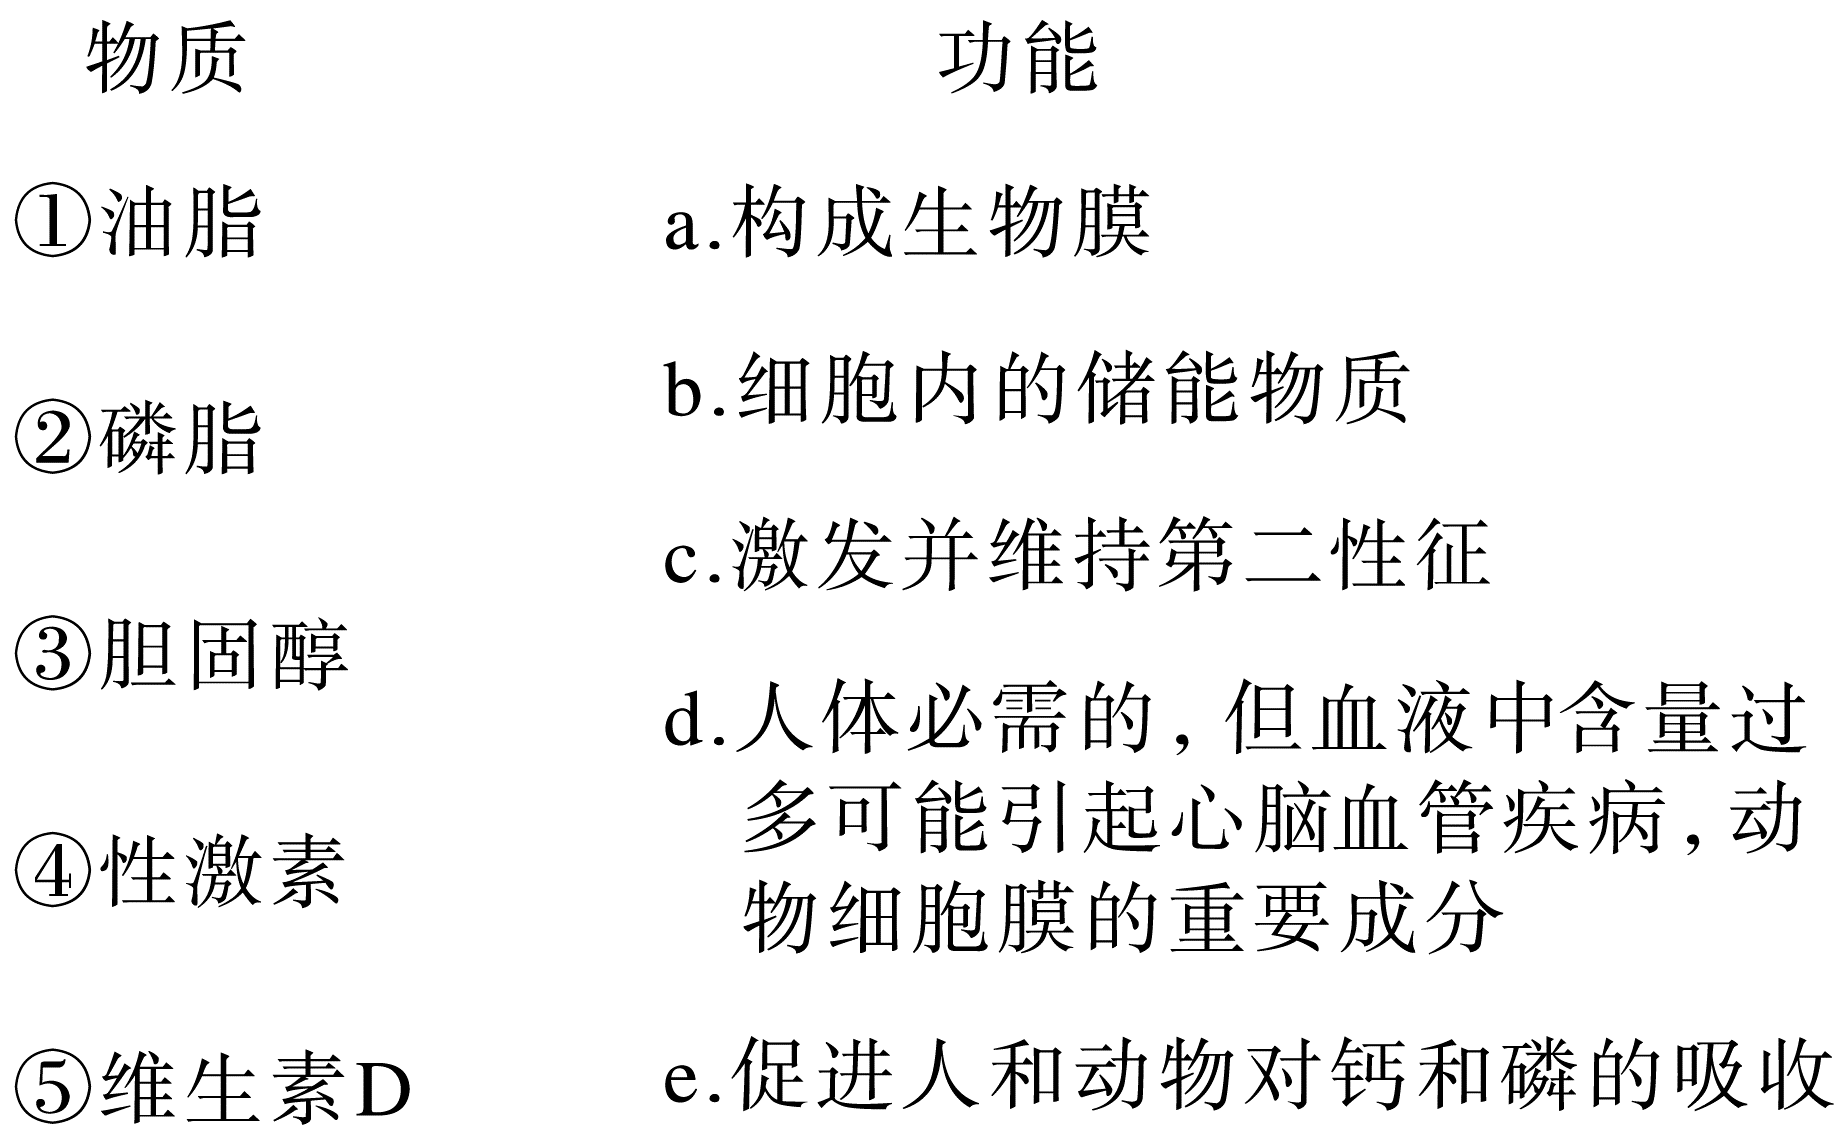 物质 功能
①油脂 a.构成生物膜
b.细胞内的储能物质
②磷脂
c.激发并维持第二性征
③胆固醇
d.人体必需的,但血液中含量过
多可能引起心脑血管疾病,动
④性激素
物细胞膜的重要成分
⑤维生素D e.促进人和动物对钙和磷的吸收